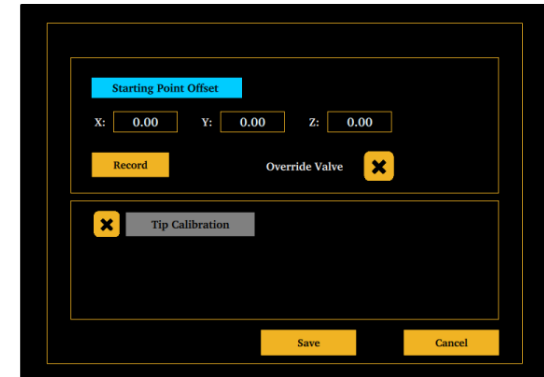 Starting Point Offset
X: 0.00 Y: 0.00 Z: 0.00
Record Override Valve
Tip Calibration
Save Cancel